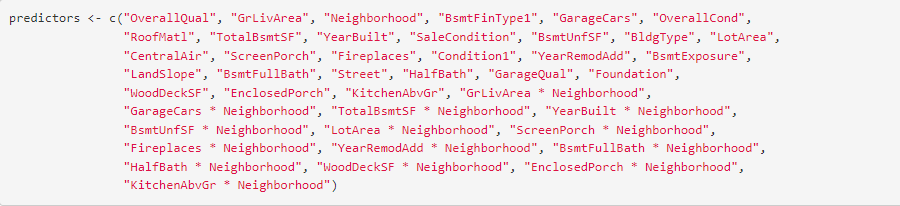 predictors <- c("OverallQual", "GrLivArea", "Neighborhood", "BsmtFinType1", "GarageCars", "OverallCond",
"RoofMatl", "TotalBsmtSF", "YearBuilt", "SaleCondition", "BsmtUnfSF", "BldgType", "LotArea",
"CentralAir", "ScreenPorch", "Fireplaces", "Condition1", "YearRemodAdd", "BsmtExposure",
"LandSlope", "BsmtFullBath", "Street", "HalfBath", "GarageQual", "Foundation",
"WoodDeckSF", "EnclosedPorch", "KitchenAbvGr", "GrLivArea * Neighborhood",
"GarageCars * Neighborhood", "TotalBsmtSF * Neighborhood", "YearBuilt * Neighborhood",
"BsmtUnfSF * Neighborhood", "LotArea * Neighborhood", "ScreenPorch * Neighborhood",
"Fireplaces * Neighborhood", "YearRemodAdd * Neighborhood", "BsmtFullBath * Neighborhood",
"HalfBath * Neighborhood", "WoodDeckSF * Neighborhood", "EnclosedPorch * Neighborhood",
"KitchenAbvGr * Neighborhood")